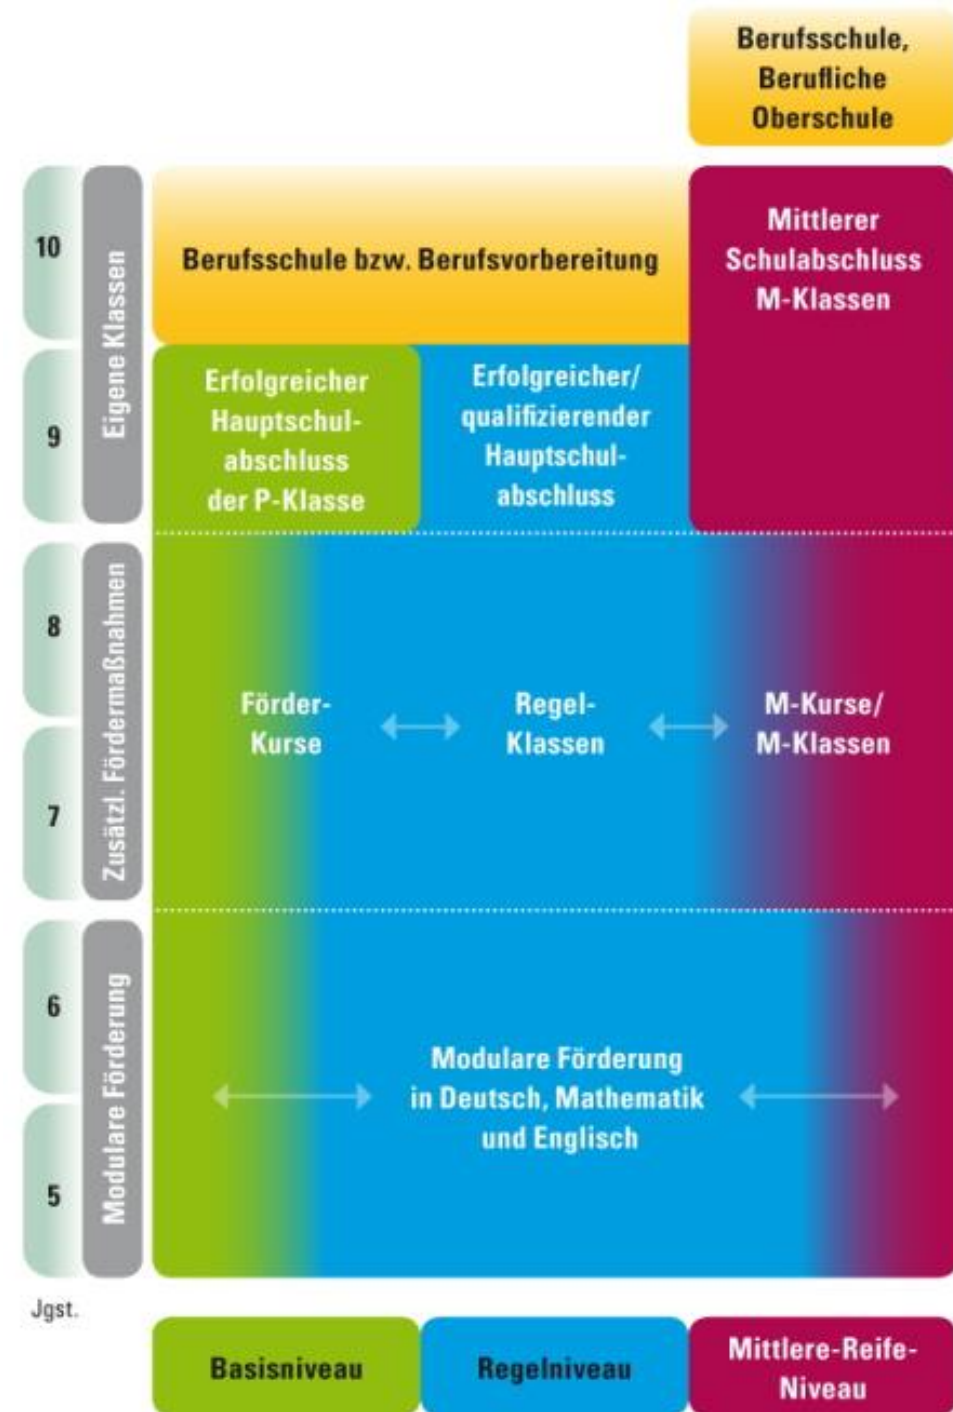 Berufsschule,
Berufliche
Oberschule
10
Eigene Klassen
Berufsschule bzw. Berufsvorbereitung
Mittlerer
Schulabschluss
M-Klassen
9
Erfolgreicher
Hauptschul-
abschluss
der P-Klasse
Erfolgreicher/
qualifizierender
Hauptschul-
abschluss
8
Zusätzl. Fördermaßnahmen
Förder-
Kurse
Regel-
Klassen
M-Kurse/
M-Klassen
7
6
Modulare Förderung
Modulare Förderung
in Deutsch, Mathematik
und Englisch
5
Jgst.
Basisniveau
Regelniveau
Mittlere-Reife-
Niveau